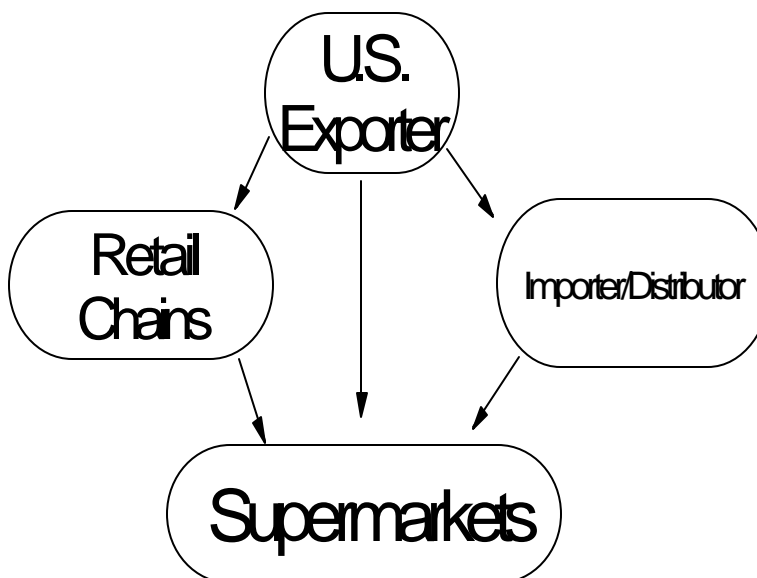 U.S.
Exporter
Retail
Chains
Importer/Distributor
Supermarkets